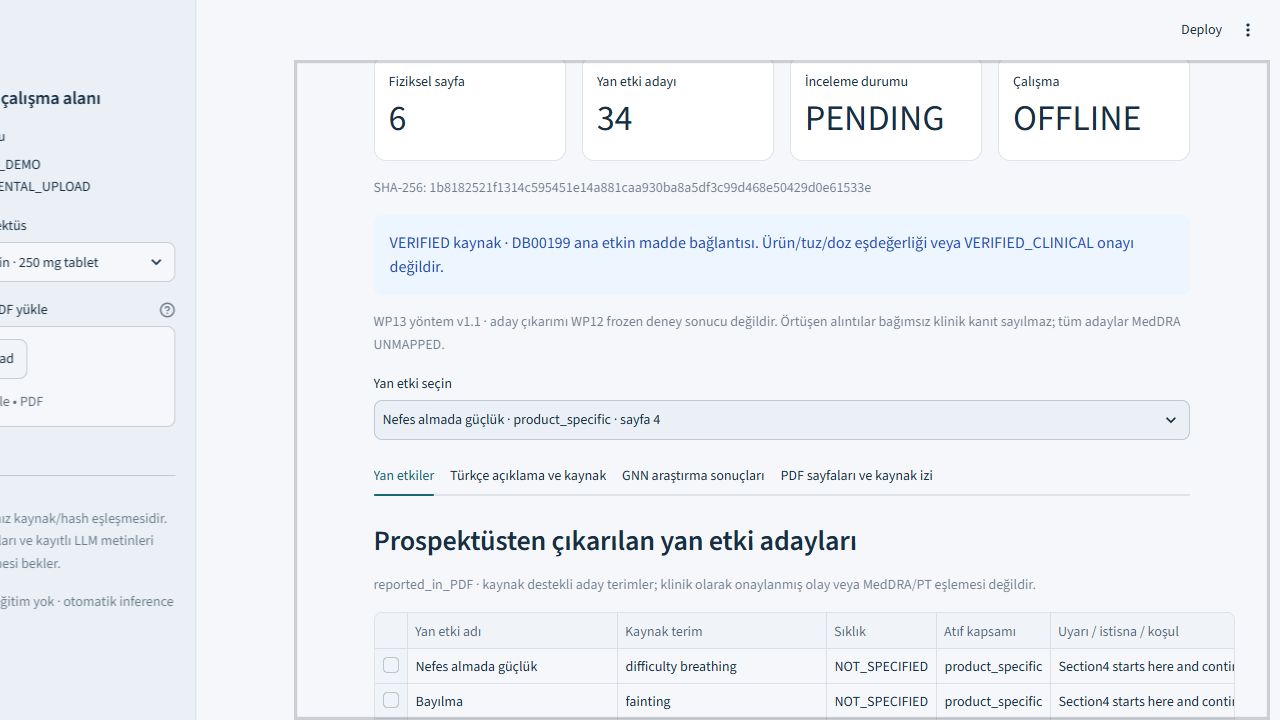 Deploy
çalışma alanı
u
_DEMO
ENTAL_UPLOAD
ektüs
in · 250 mg tablet
DF yükle
ad
le • PDF
ız kaynak/hash eşleşmesidir.
ları ve kayıtlı LLM metinleri
nesi bekler.
ğitim yok · otomatik inference
Fiziksel sayfa
6
Yan etki adayı
34
İnceleme durumu
PENDING
Çalışma
OFFLINE
SHA-256: 1b8182521f1314c595451e14a881caa930ba8a5df3c99d468e50429d0e61533e
VERIFIED kaynak · DB00199 ana etkin madde bağlantısı. Ürün/tuz/doz eşdeğerliği veya VERIFIED_CLINICAL onayı
değildir.
WP13 yöntem v1.1 · aday çıkarımı WP12 frozen deney sonucu değildir. Örtüşen alıntılar bağımsız klinik kanıt sayılmaz; tüm adaylar MedDRA
UNMAPPED.
Yan etki seçin
Nefes almada güçlük · product_specific · sayfa 4
Yan etkiler Türkçe açıklama ve kaynak GNN araştırma sonuçları PDF sayfaları ve kaynak izi
Prospektüsten çıkarılan yan etki adayları
reported_in_PDF · kaynak destekli aday terimler; klinik olarak onaylanmış olay veya MedDRA/PT eşlemesi değildir.
Yan etki adı Kaynak terim Sıklık Atıf kapsamı Uyarı / istisna / koşul
Nefes almada güçlük difficulty breathing NOT_SPECIFIED product_specific Section4 starts here and contin
Bayılma fainting NOT_SPECIFIED product_specific Section4 starts here and contin